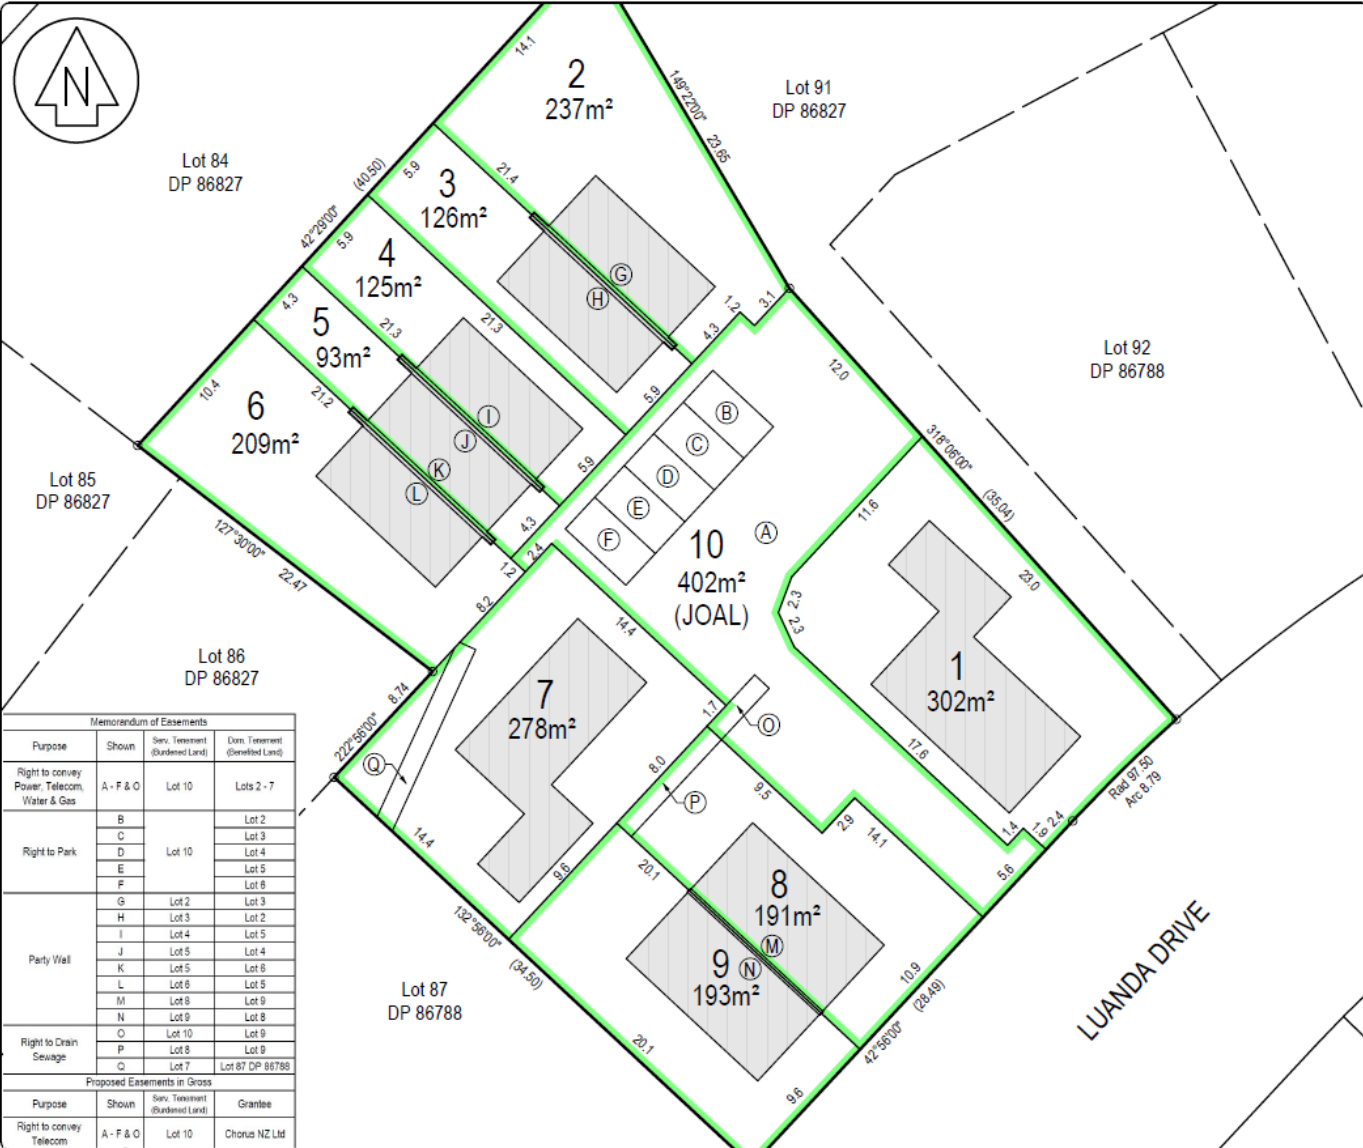 N
14.1
2
237m²
149°22'00"
23.65
Lot 91
DP 86827
Lot 84
DP 86827
(40.50)
5.9
3
126m²
21.4
42°29'00"
5.9
4
125m²
G
H
1.2
3.1
4.3
4.3
5
93m²
21.3
21.3
12.0
Lot 92
DP 86788
10.4
6
209m²
21.2
5.9
I
J
K
L
5.9
B
C
D
E
F
318°06'00"
(35.04)
Lot 85
DP 86827
127°30'00"
22.47
4.3
2.4
1.2
11.6
10
402m²
(JOAL)
A
23.0
8.2
2.3
2.3
14.4
Lot 86
DP 86827
8.74
222°56'00"
7
278m²
1
302m²
1.7
O
17.6
Q
8.0
P
9.5
Rad 97.50
Arc 8.79
2.9
14.1
1.4
1.9
2.4
5.6
14.4
9.6
20.1
8
191m²
M
9
193m²
N
132°56'00"
(34.50)
Lot 87
DP 86788
10.9
(28.49)
42°56'00"
LUANDA DRIVE
20.1
9.6
Memorandum of Easements
Purpose Shown Serv. Tenement (Burdened Land) Dom. Tenement (Benefited Land)
Right to convey
Power, Telecom, A - F & O Lot 10 Lots 2 - 7
Water & Gas
Right to Park
B Lot 10 Lot 2
C Lot 3
D Lot 4
E Lot 5
F Lot 6
Party Wall
G Lot 2 Lot 3
H Lot 3 Lot 2
I Lot 4 Lot 5
J Lot 5 Lot 4
K Lot 5 Lot 6
L Lot 6 Lot 5
M Lot 8 Lot 9
N Lot 9 Lot 8
Right to Drain
Sewage
O Lot 10 Lot 9
P Lot 8 Lot 9
Q Lot 7 Lot 87 DP 86788
Proposed Easements in Gross
Purpose Shown Serv. Tenement (Burdened Land) Grantee
Right to convey
Telecom A - F & O Lot 10 Chorus NZ Ltd